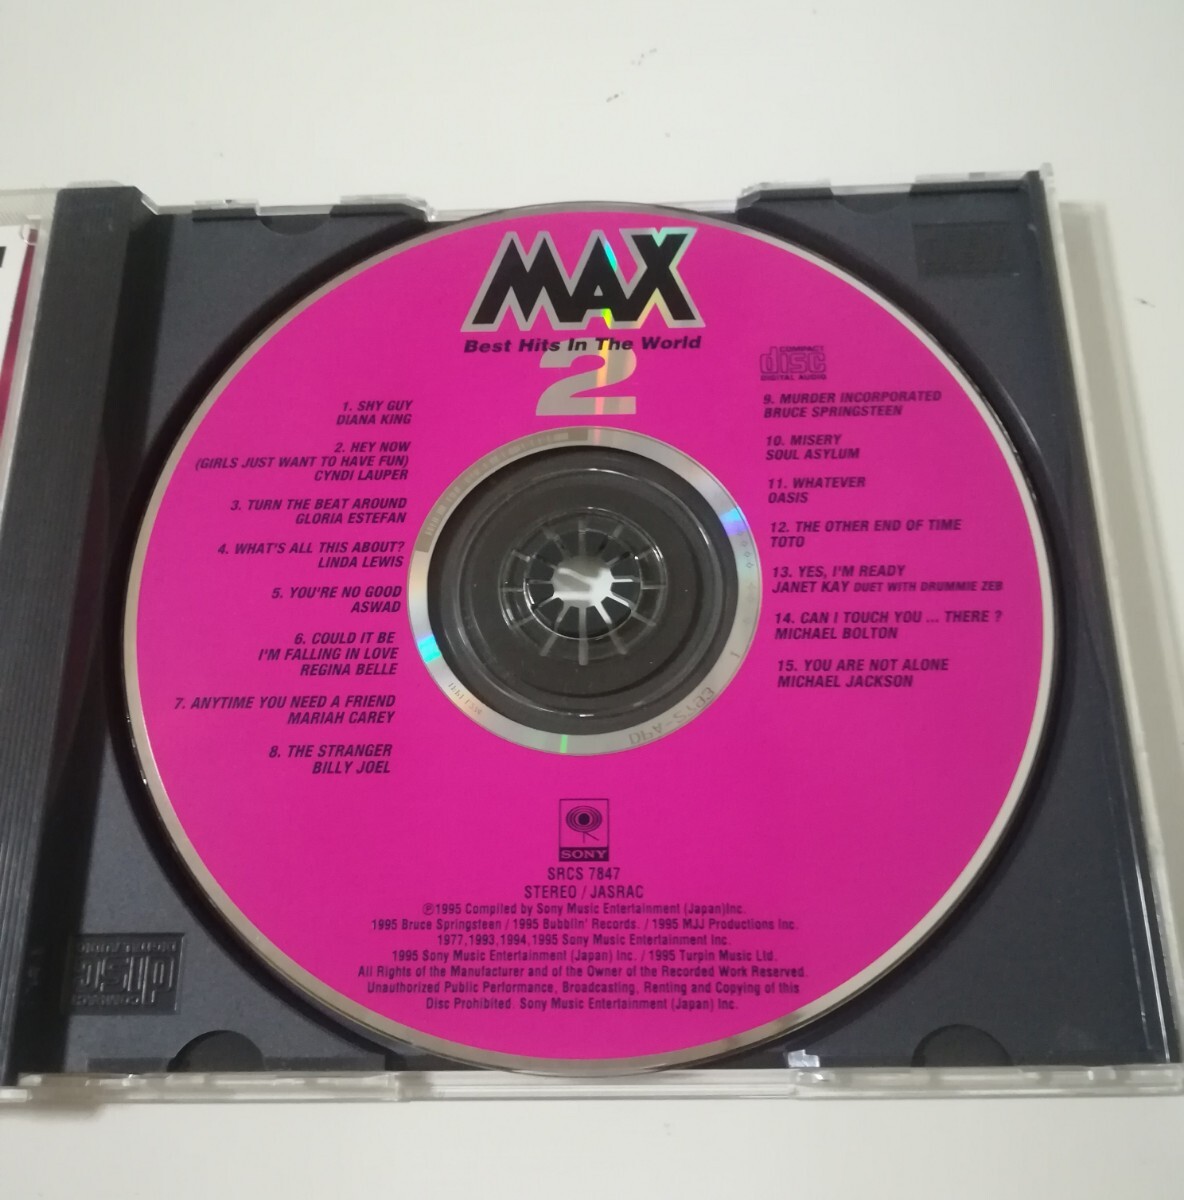 MAX
Best Hits In The World
2
COMPACT
disc
DIGITAL AUDIO
1. SHY GUY
DIANA KING
2. HEY NOW
(GIRLS JUST WANT TO HAVE FUN)
CYNDI LAUPER
3. TURN THE BEAT AROUND
GLORIA ESTEFAN
4. WHAT'S ALL THIS ABOUT?
LINDA LEWIS
5. YOU'RE NO GOOD
ASWAD
6. COULD IT BE
I'M FALLING IN LOVE
REGINA BELLE
7. ANYTIME YOU NEED A FRIEND
MARIAH CAREY
8. THE STRANGER
BILLY JOEL
9. MURDER INCORPORATED
BRUCE SPRINGSTEEN
10. MISERY
SOUL ASYLUM
11. WHATEVER
OASIS
12. THE OTHER END OF TIME
TOTO
13. YES, I'M READY
JANET KAY DUET WITH DRUMMIE ZEB
14. CAN I TOUCH YOU ... THERE ?
MICHAEL BOLTON
15. YOU ARE NOT ALONE
MICHAEL JACKSON
SONY
SRCS 7847
STEREO / JASRAC
℗1995 Compiled by Sony Music Entertainment (Japan)Inc.
1995 Bruce Springsteen / 1995 Bubblin' Records. / 1995 MJJ Productions Inc.
1977,1993,1994,1995 Sony Music Entertainment Inc.
1995 Sony Music Entertainment (Japan) Inc. / 1995 Turpin Music Ltd.
All Rights of the Manufacturer and of the Owner of the Recorded Work Reserved.
Unauthorized Public Performance, Broadcasting, Renting and Copying of this
Disc Prohibited. Sony Music Entertainment (Japan) Inc.